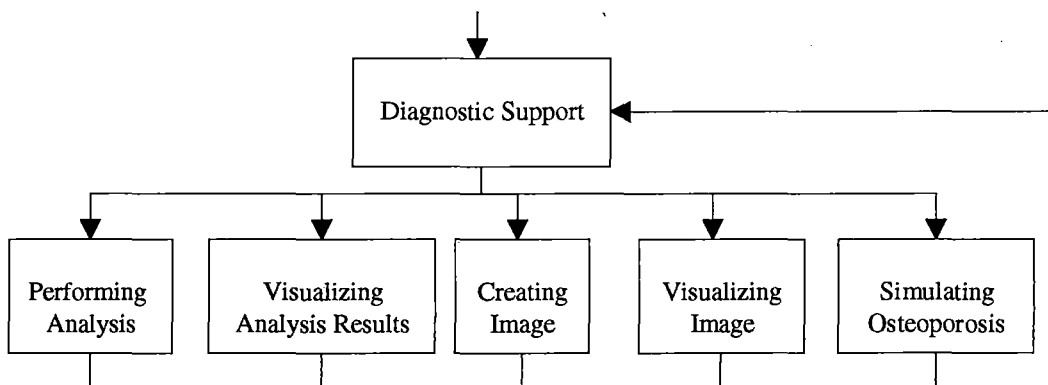 Diagnostic Support
Performing
Analysis
Visualizing
Analysis Results
Creating
Image
Visualizing
Image
Simulating
Osteoporosis